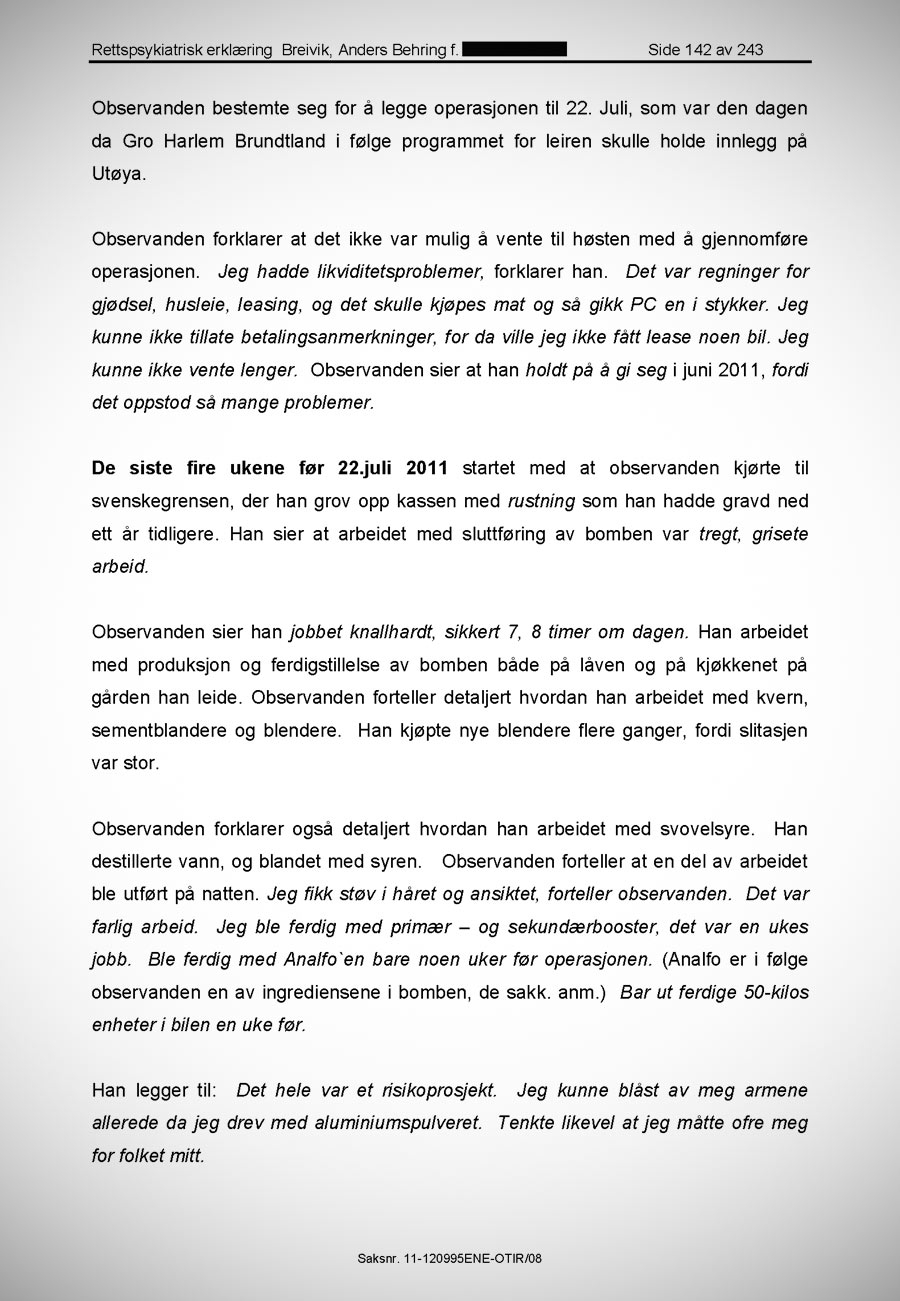 Rettspsykiatrisk erklæring Breivik, Anders Behring f. Side 142 av 243
Observanden bestemte seg for å legge operasjonen til 22. Juli, som var den dagen
da Gro Harlem Brundtland i følge programmet for leiren skulle holde innlegg på
Utøya.
Observanden forklarer at det ikke var mulig å vente til høsten med å gjennomføre
operasjonen. Jeg hadde likviditetsproblemer, forklarer han. Det var regninger for
gjødsel, husleie, leasing, og det skulle kjøpes mat og så gikk PC en i stykker. Jeg
kunne ikke tillate betalingsanmerkninger, for da ville jeg ikke fått lease noen bil. Jeg
kunne ikke vente lenger. Observanden sier at han holdt på å gi seg i juni 2011, fordi
det oppstod så mange problemer.
De siste fire ukene før 22.juli 2011 startet med at observanden kjørte til
svenskegrensen, der han grov opp kassen med rustning som han hadde gravd ned
ett år tidligere. Han sier at arbeidet med sluttføring av bomben var tregt, grisete
arbeid.
Observanden sier han jobbet knallhardt, sikkert 7, 8 timer om dagen. Han arbeidet
med produksjon og ferdigstillelse av bomben både på låven og på kjøkkenet på
gården han leide. Observanden forteller detaljert hvordan han arbeidet med kvern,
sementblandere og blendere. Han kjøpte nye blendere flere ganger, fordi slitasjen
var stor.
Observanden forklarer også detaljert hvordan han arbeidet med svovelsyre. Han
destillerte vann, og blandet med syren. Observanden forteller at en del av arbeidet
ble utført på natten. Jeg fikk støv i håret og ansiktet, forteller observanden. Det var
farlig arbeid. Jeg ble ferdig med primær – og sekundærbooster, det var en ukes
jobb. Ble ferdig med Analfo`en bare noen uker før operasjonen. (Analfo er i følge
observanden en av ingrediensene i bomben, de sakk. anm.) Bar ut ferdige 50-kilos
enheter i bilen en uke før.
Han legger til: Det hele var et risikoprosjekt. Jeg kunne blåst av meg armene
allerede da jeg drev med aluminiumspulveret. Tenkte likevel at jeg måtte ofre meg
for folket mitt.
Saksnr. 11-120995ENE-OTIR/08